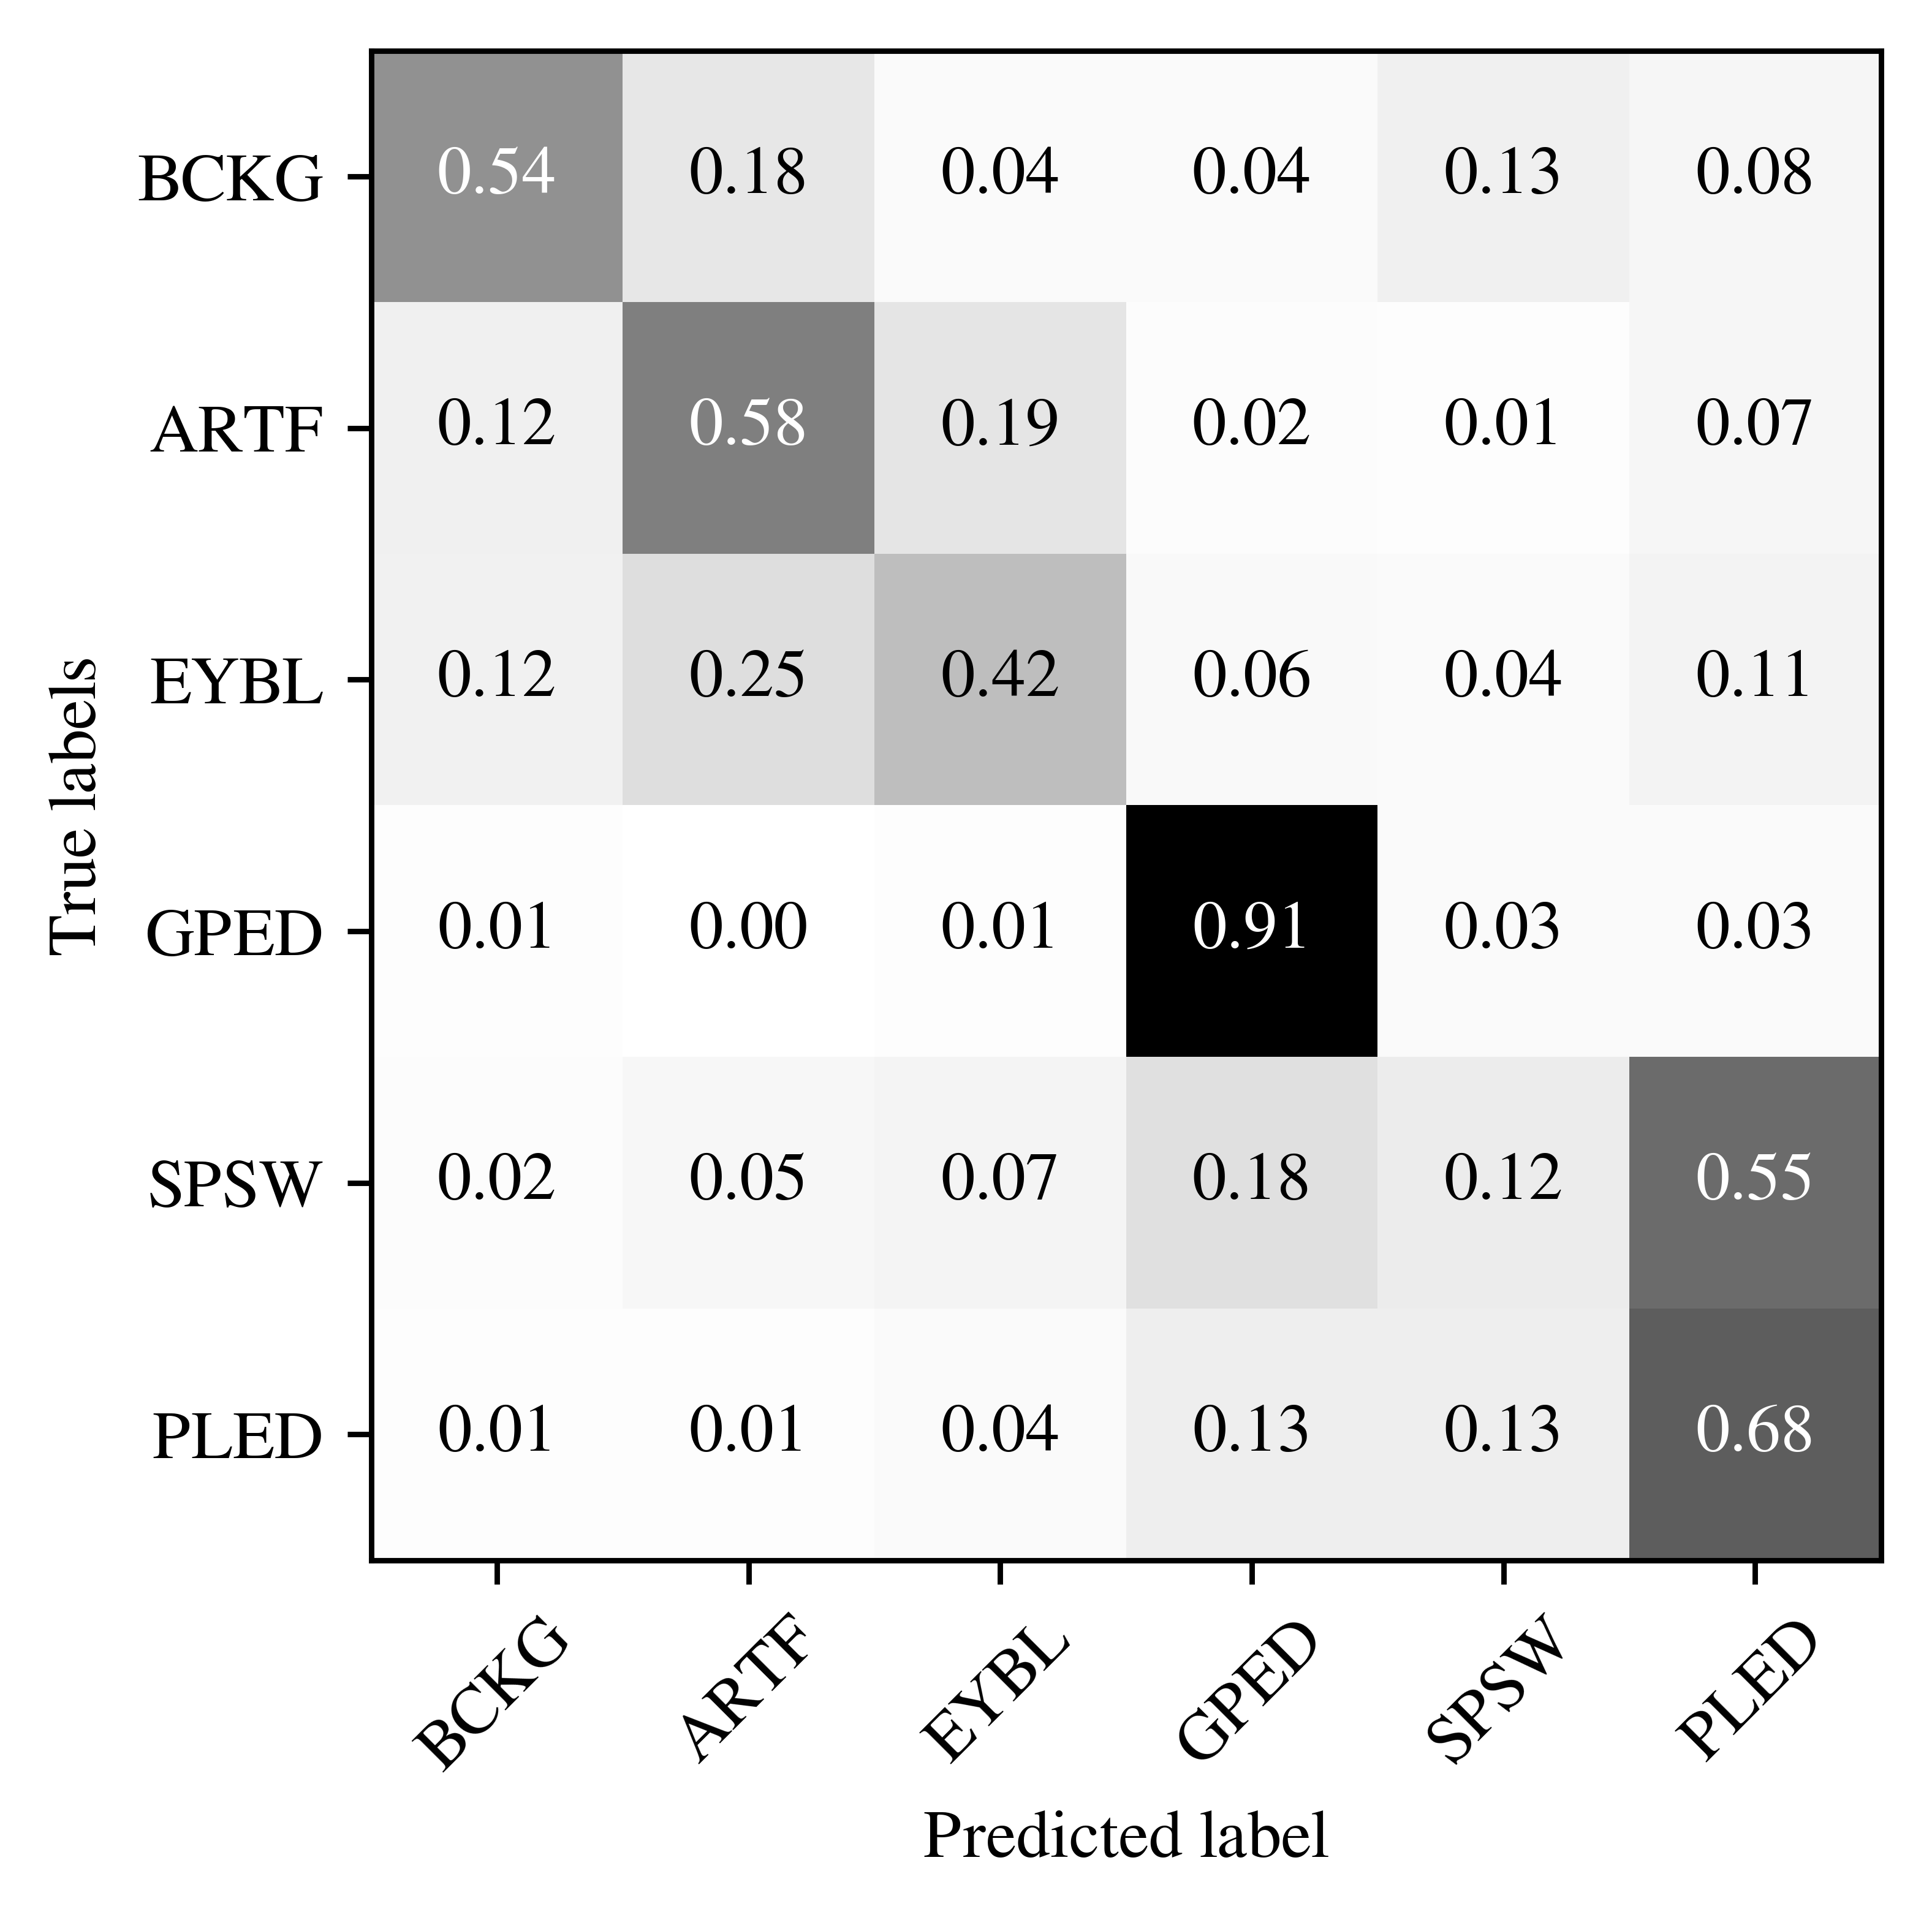 BCKG 0.54 0.18 0.04 0.04 0.13 0.08
ARTF 0.12 0.58 0.19 0.02 0.01 0.07
EYBL 0.12 0.25 0.42 0.06 0.04 0.11
GPED 0.01 0.00 0.01 0.91 0.03 0.03
SPSW 0.02 0.05 0.07 0.18 0.12 0.55
PLED 0.01 0.01 0.04 0.13 0.13 0.68
True labels
BCKG ARTF EYBL GPED SPSW PLED
Predicted label